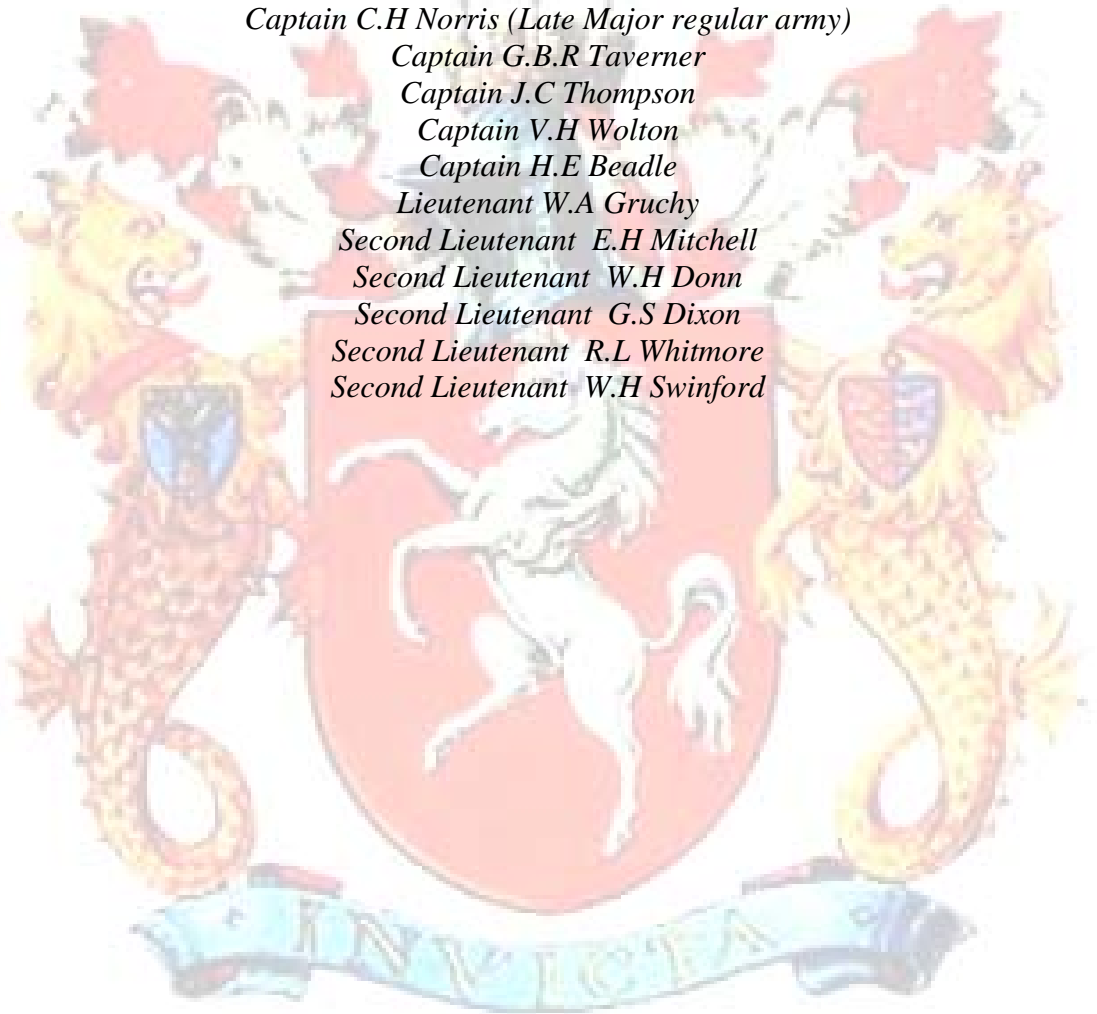 Captain C.H Norris (Late Major regular army)
Captain G.B.R Taverner
Captain J.C Thompson
Captain V.H Wolton
Captain H.E Beadle
Lieutenant W.A Gruchy
Second Lieutenant E.H Mitchell
Second Lieutenant W.H Donn
Second Lieutenant G.S Dixon
Second Lieutenant R.L Whitmore
Second Lieutenant W.H Swinford
INVICTA